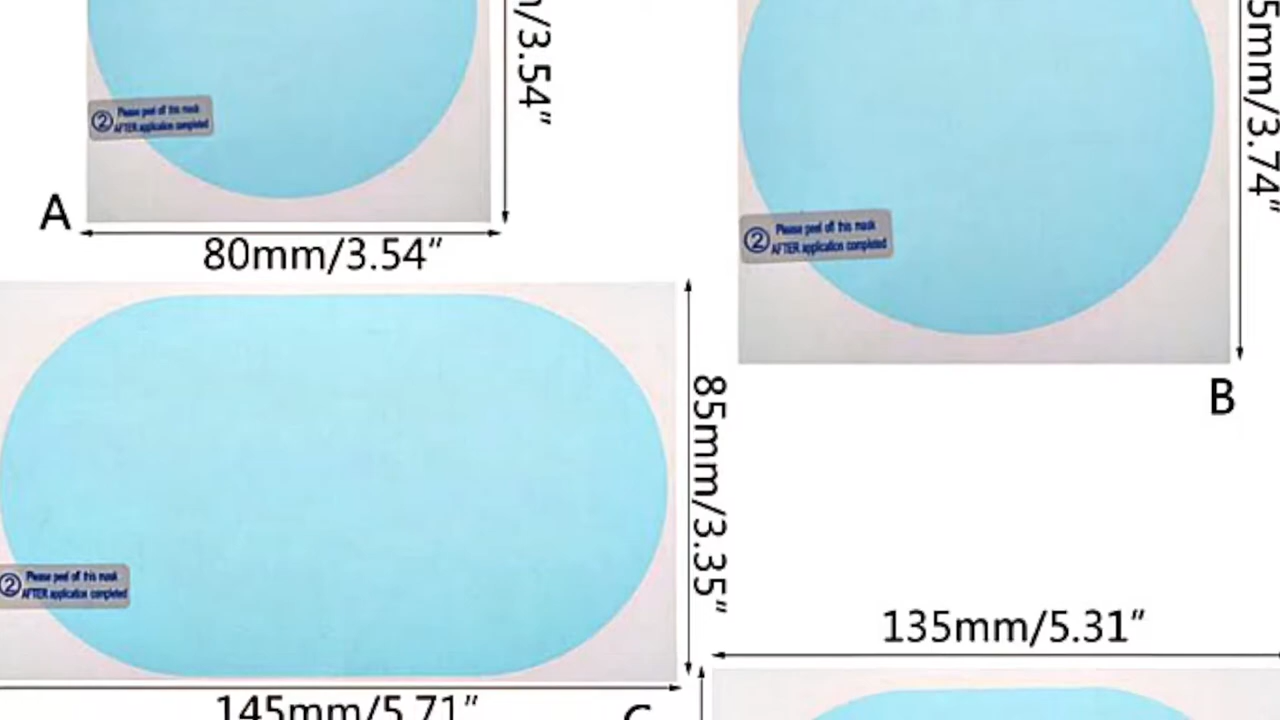 /3.54″
5mm/3.74″
② Please peel off this mask
AFTER application completed
A
80mm/3.54″
② Please peel off this mask
AFTER application completed
B
85mm/3.35″
② Please peel off this mask
AFTER application completed
135mm/5.31″
145mm/5.71″
C